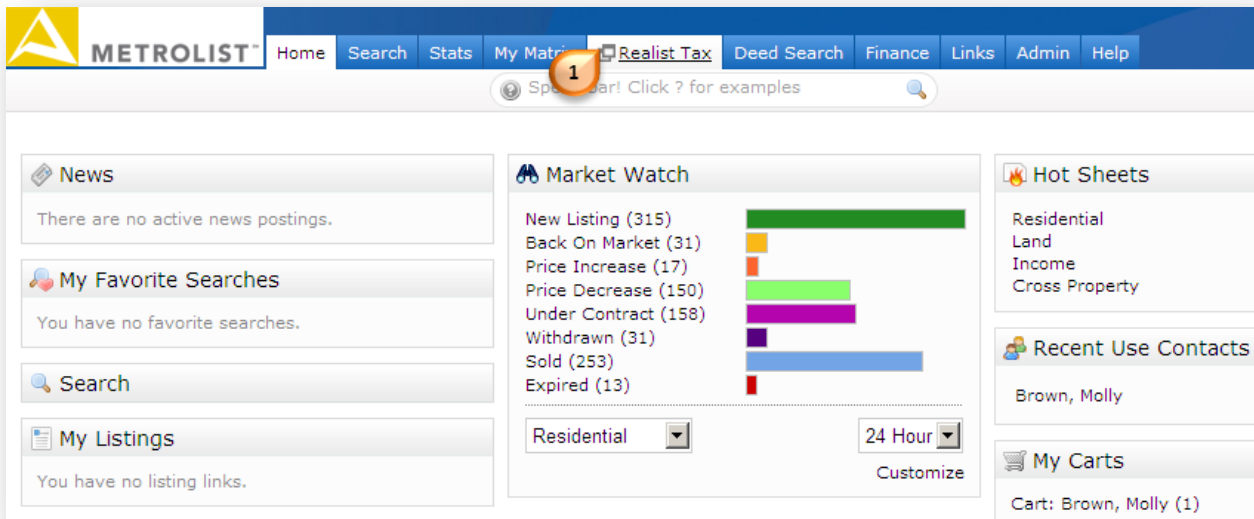 METROLIST™
Home Search Stats My Matrix Realist Tax Deed Search Finance Links Admin Help
1
? bar! Click ? for examples
News
There are no active news postings.
My Favorite Searches
You have no favorite searches.
Search
My Listings
You have no listing links.
Market Watch
New Listing (315)
Back On Market (31)
Price Increase (17)
Price Decrease (150)
Under Contract (158)
Withdrawn (31)
Sold (253)
Expired (13)
Residential 24 Hour
Customize
Hot Sheets
Residential
Land
Income
Cross Property
Recent Use Contacts
Brown, Molly
My Carts
Cart: Brown, Molly (1)